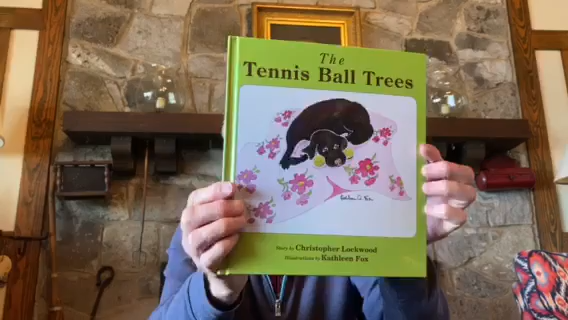 The
Tennis Ball Trees
Story by Christopher Lockwood
Illustrations by Kathleen Fox